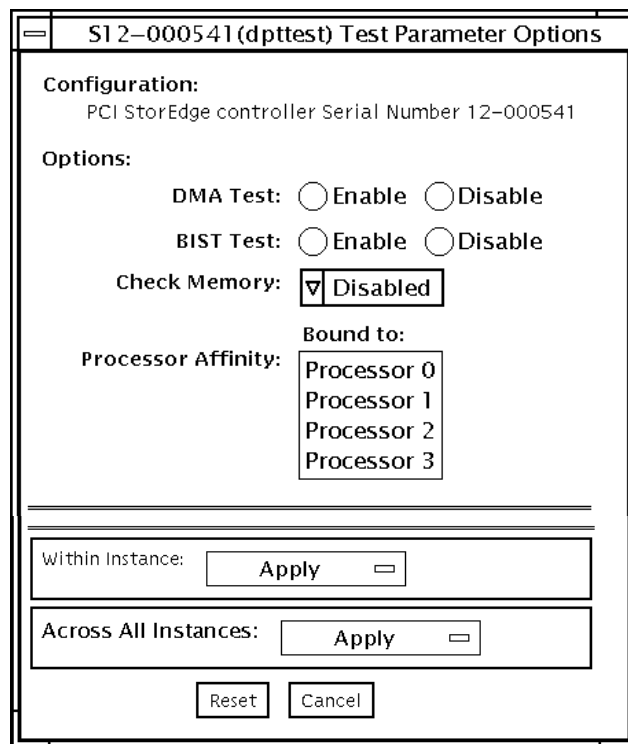 S12–000541(dpttest) Test Parameter Options
Configuration:
PCI StorEdge controller Serial Number 12–000541
Options:
DMA Test: Enable Disable
BIST Test: Enable Disable
Check Memory: Disabled
Bound to:
Processor Affinity:
Processor 0
Processor 1
Processor 2
Processor 3
Within Instance: Apply
Across All Instances: Apply
Reset Cancel